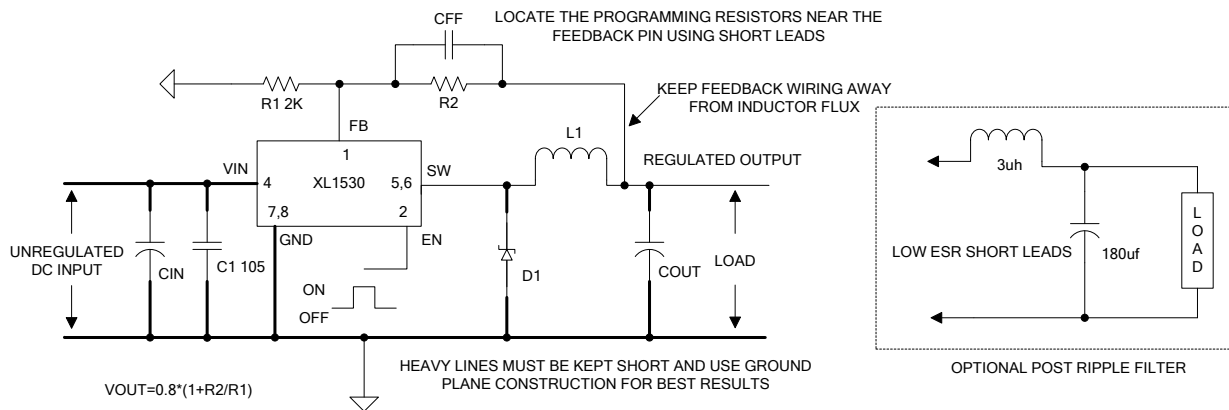 CFF
LOCATE THE PROGRAMMING RESISTORS NEAR THE
FEEDBACK PIN USING SHORT LEADS
R1 2K
R2
KEEP FEEDBACK WIRING AWAY
FROM INDUCTOR FLUX
FB
1
L1
VIN
4
XL1530
5,6
SW
REGULATED OUTPUT
7,8
2
GND
EN
UNREGULATED
DC INPUT
CIN
C1 105
ON
OFF
D1
COUT
LOAD
HEAVY LINES MUST BE KEPT SHORT AND USE GROUND
PLANE CONSTRUCTION FOR BEST RESULTS
VOUT=0.8*(1+R2/R1)
3uh
LOW ESR SHORT LEADS
180uf
LOAD
OPTIONAL POST RIPPLE FILTER